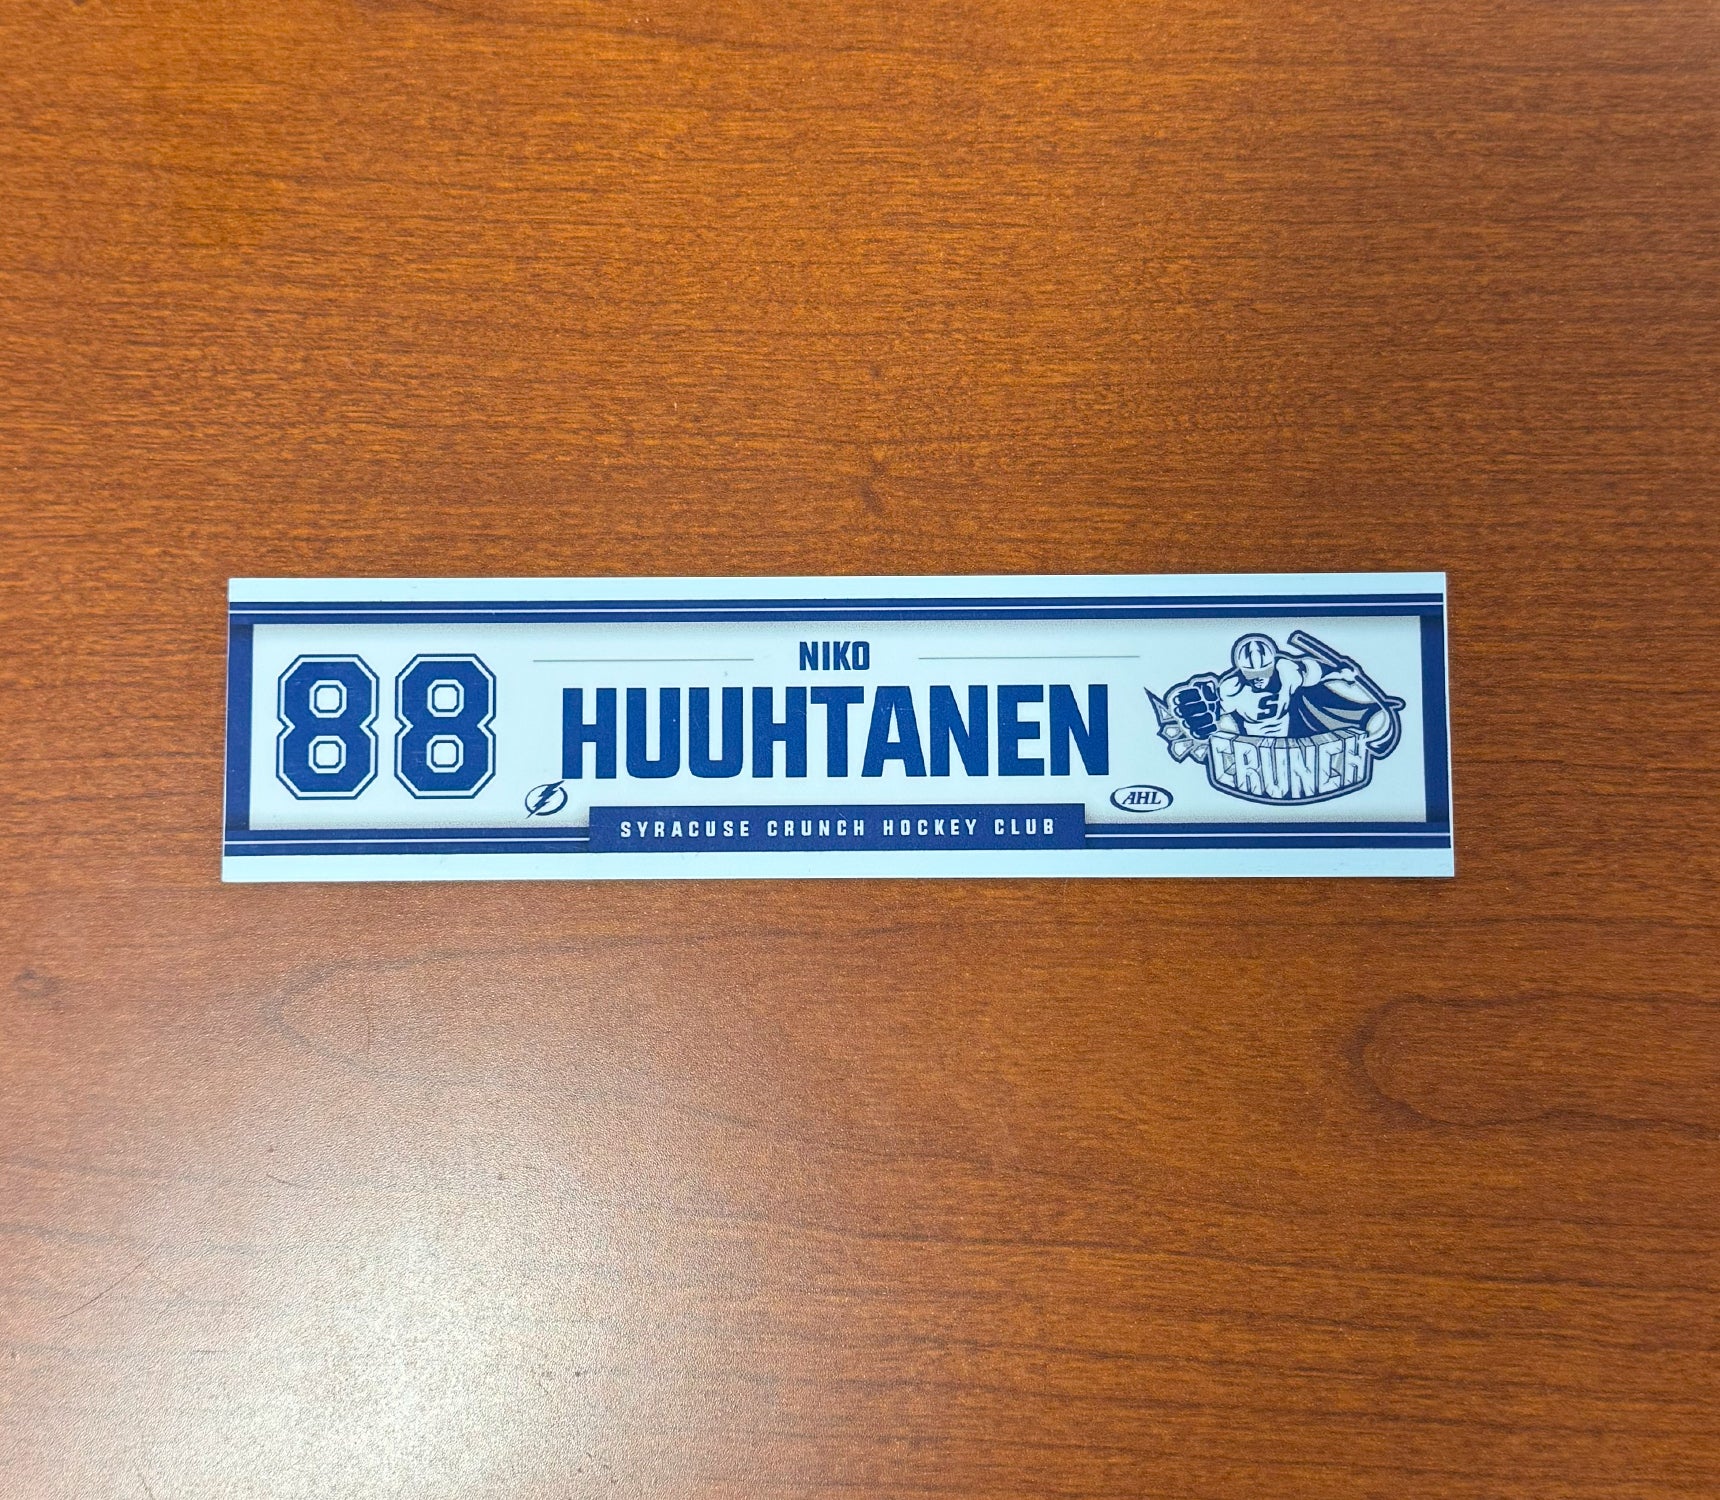 88
NIKO
HUUHTANEN
S
CRUNCH
AHL
SYRACUSE CRUNCH HOCKEY CLUB